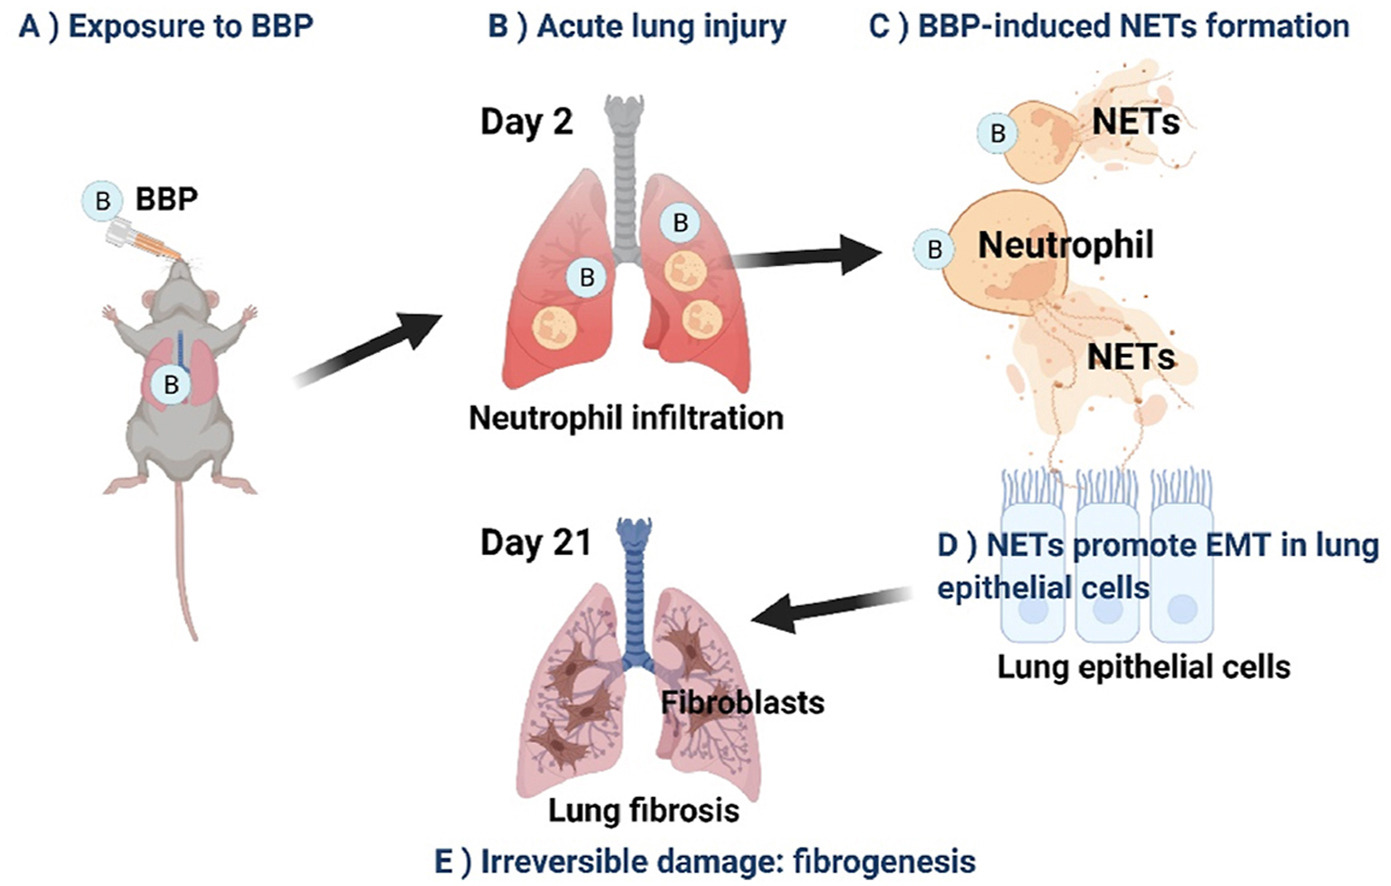 A ) Exposure to BBP
B ) Acute lung injury
C ) BBP-induced NETs formation
B
BBP
B
Day 2
B
B
Neutrophil infiltration
B
NETs
B
Neutrophil
NETs
D ) NETs promote EMT in lung
epithelial cells
Lung epithelial cells
Day 21
Fibroblasts
Lung fibrosis
E ) Irreversible damage: fibrogenesis